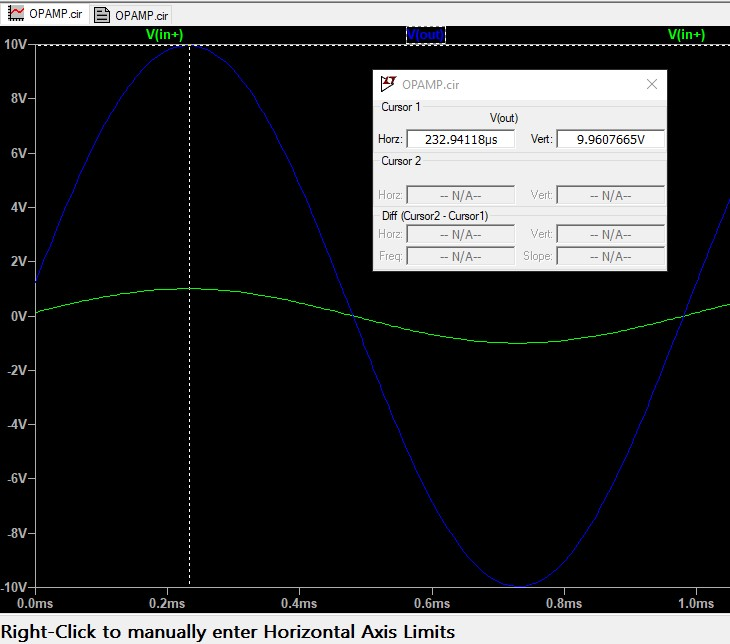 OPAMP.cir OPAMP.cir
V(in+) V(out) V(in+)
10V
8V
6V
4V
2V
0V
-2V
-4V
-6V
-8V
-10V
0.0ms 0.2ms 0.4ms 0.6ms 0.8ms 1.0ms
OPAMP.cir
Cursor 1
V(out)
Horz: 232.94118µs Vert: 9.9607665V
Cursor 2
Horz: -- N/A-- Vert: -- N/A--
Diff (Cursor2 - Cursor1)
Horz: -- N/A-- Vert: -- N/A--
Freq: -- N/A-- Slope: -- N/A--
Right-Click to manually enter Horizontal Axis Limits